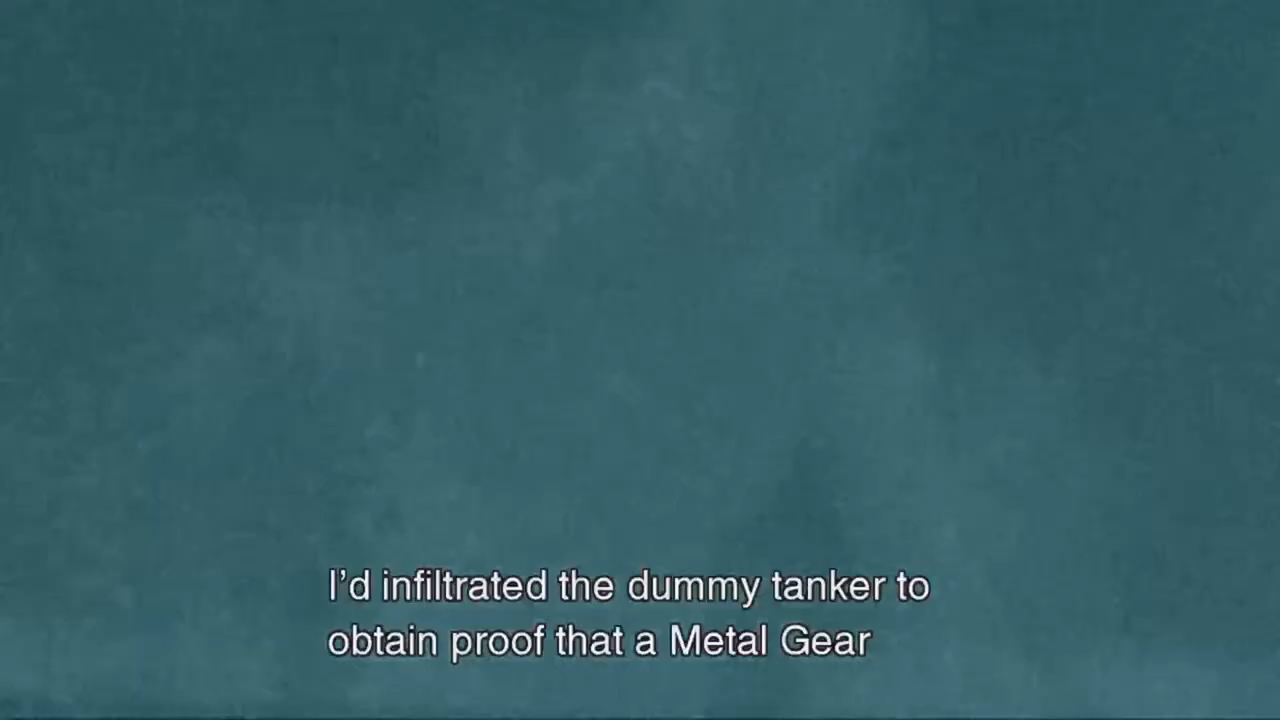 I’d infiltrated the dummy tanker to
obtain proof that a Metal Gear